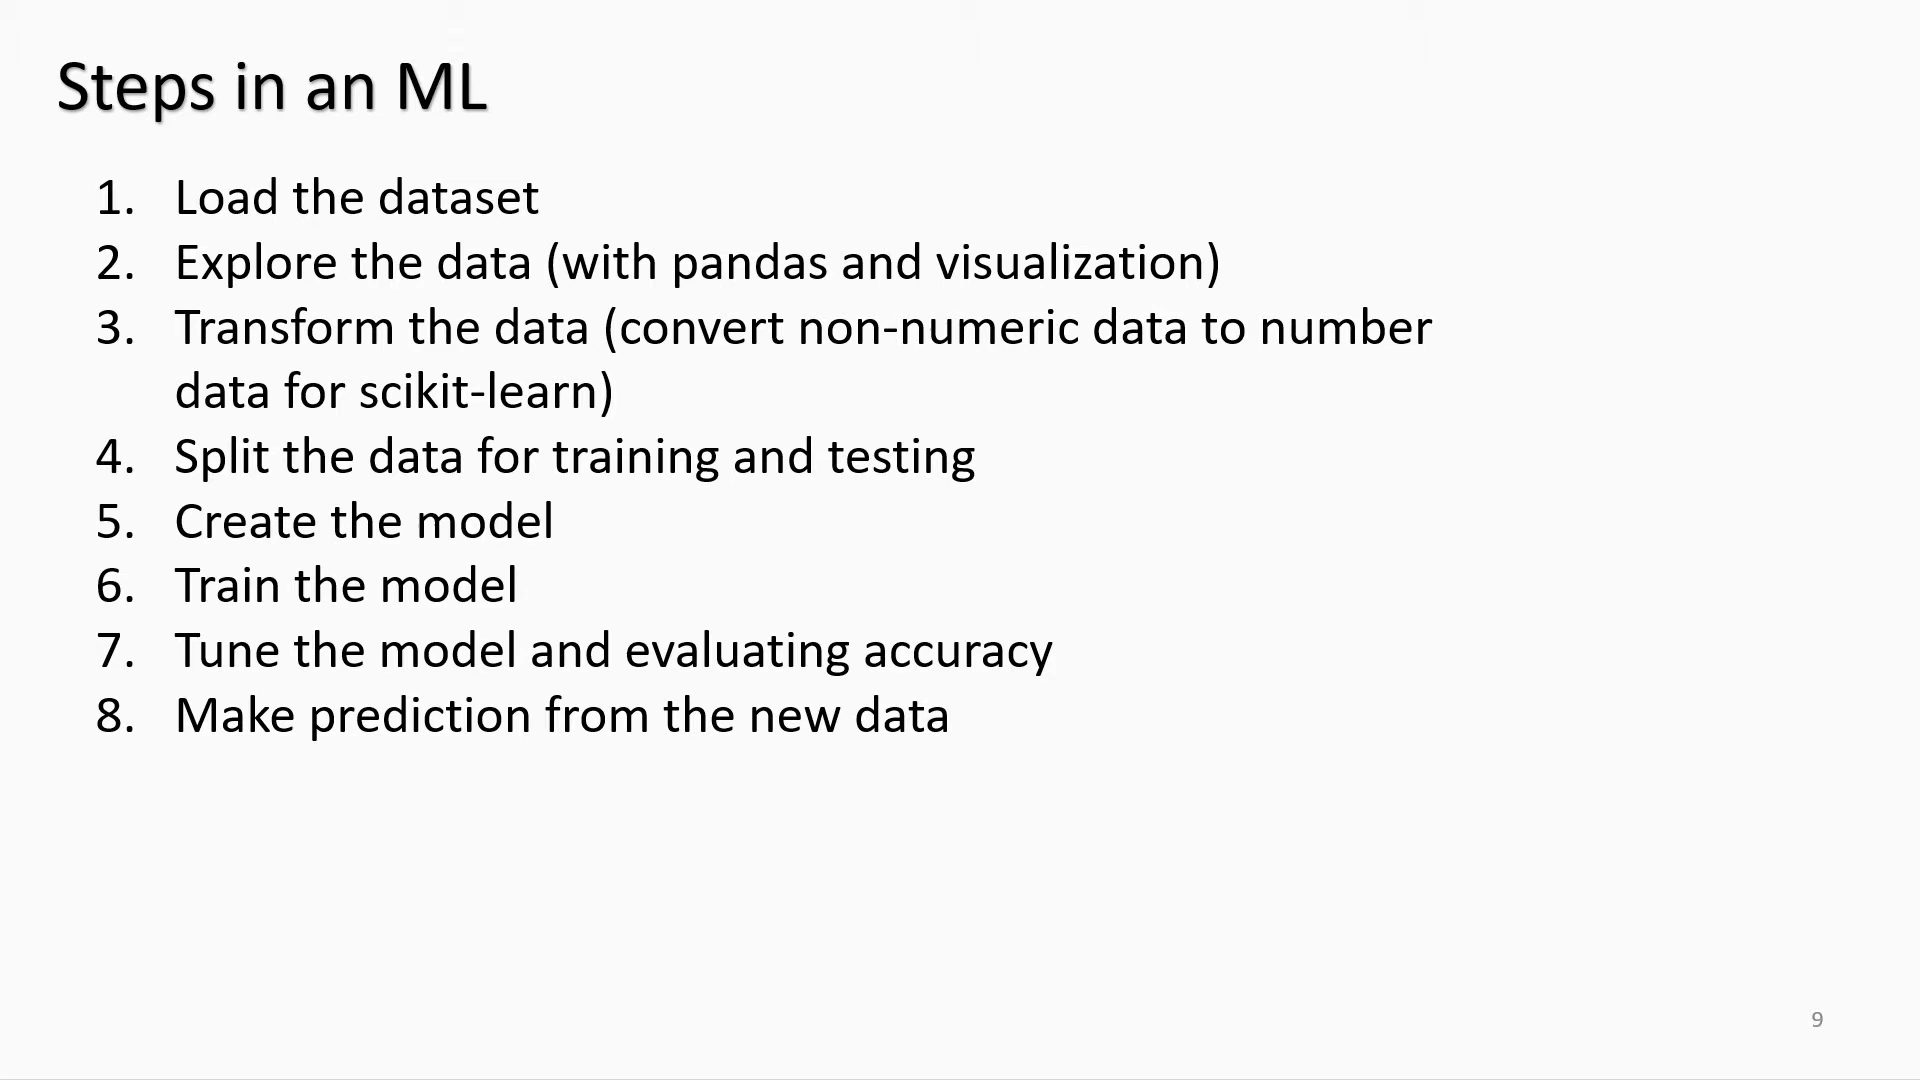 Steps in an ML
1. Load the dataset
2. Explore the data (with pandas and visualization)
3. Transform the data (convert non-numeric data to number
data for scikit-learn)
4. Split the data for training and testing
5. Create the model
6. Train the model
7. Tune the model and evaluating accuracy
8. Make prediction from the new data
9